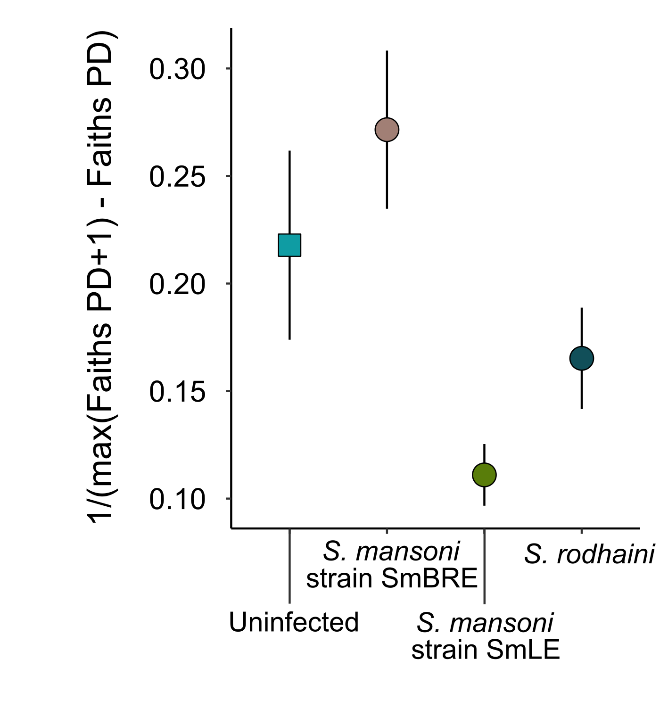 1/(max(Faiths PD+1) - Faiths PD)
0.30
0.25
0.20
0.15
0.10
S. mansoni
strain SmBRE
S. rodhaini
Uninfected
S. mansoni
strain SmLE